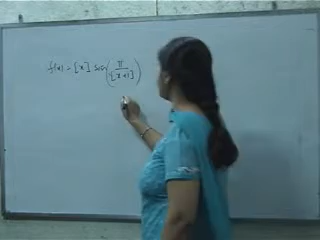 f(x) = [x] sin(π/[x+1])